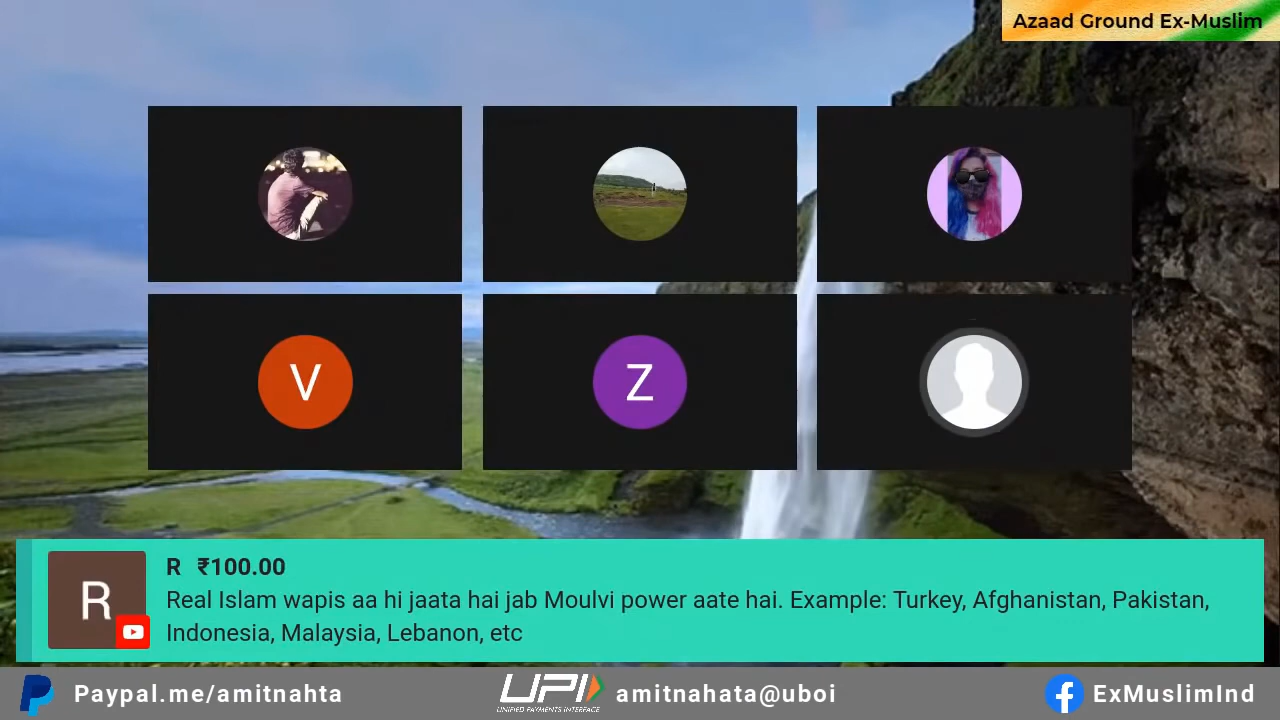 Azaad Ground Ex-Muslim
V
Z
R
R ₹100.00
Real Islam wapis aa hi jaata hai jab Moulvi power aate hai. Example: Turkey, Afghanistan, Pakistan,
Indonesia, Malaysia, Lebanon, etc
Paypal.me/amitnahta
UPI
UNIFIED PAYMENTS INTERFACE
amitnahata@uboi
ExMuslimInd